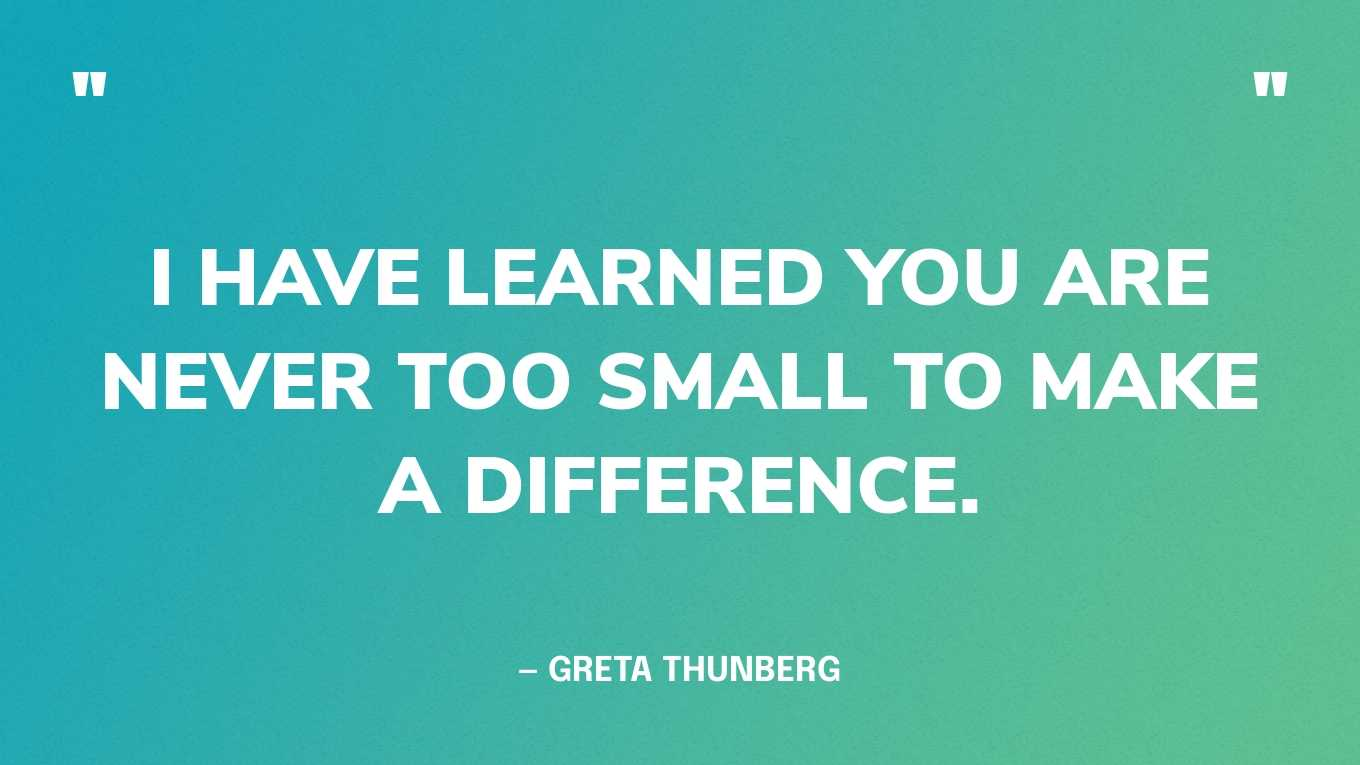 " "
I HAVE LEARNED YOU ARE
NEVER TOO SMALL TO MAKE
A DIFFERENCE.
– GRETA THUNBERG